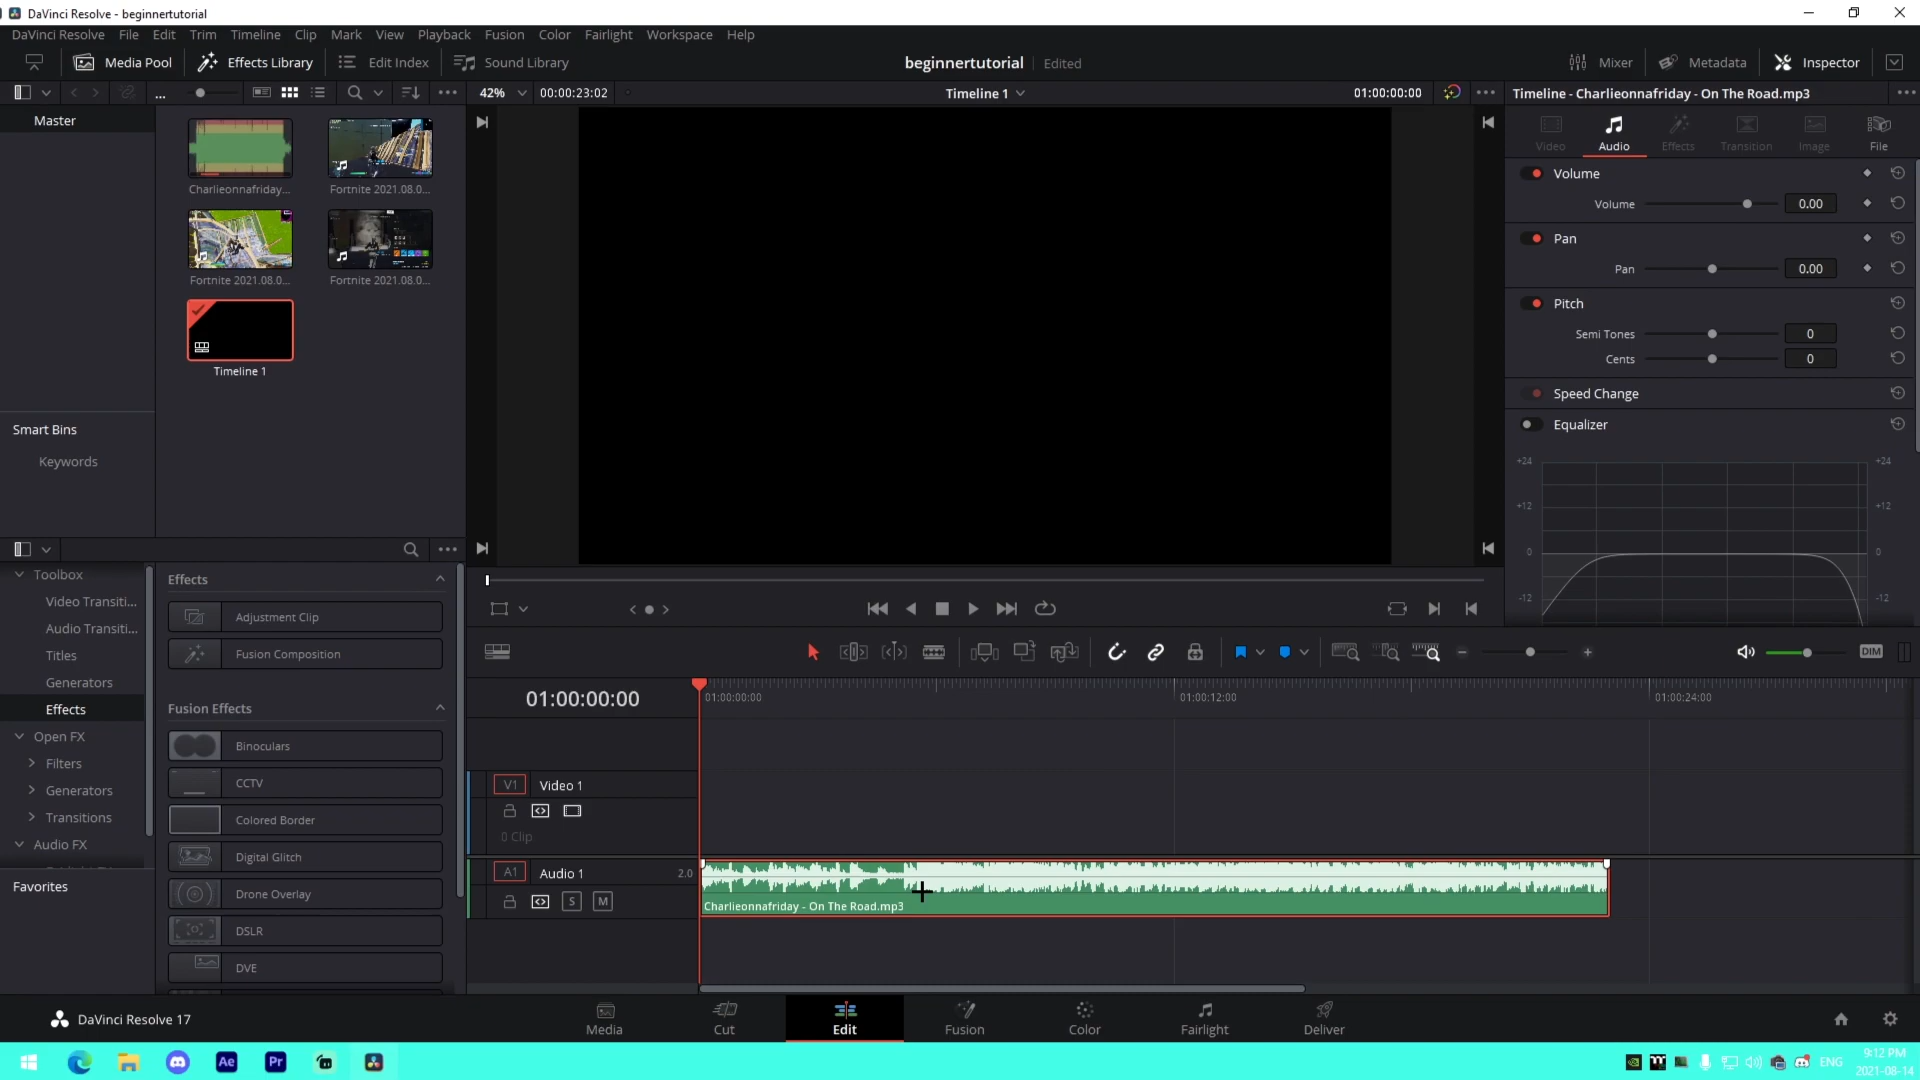 DaVinci Resolve - beginnertutorial
DaVinci Resolve File Edit Trim Timeline Clip Mark View Playback Fusion Color Fairlight Workspace Help
Media Pool Effects Library Edit Index Sound Library beginnertutorial Edited Mixer Metadata Inspector
... 42% 00:00:23:02 Timeline 1 01:00:00:00 Timeline - Charlieonnafriday - On The Road.mp3
Master
Video Audio Effects Transition Image File
Charlieonnafriday... Fortnite 2021.08.0...
Fortnite 2021.08.0... Fortnite 2021.08.0...
Timeline 1
Smart Bins
Keywords
Volume
Volume 0.00
Pan
Pan 0.00
Pitch
Semi Tones 0
Cents 0
Speed Change
Equalizer
+24 +24
+12 +12
0 0
-12 -12
Toolbox
Video Transiti...
Audio Transiti...
Titles
Generators
Effects
Open FX
Filters
Generators
Transitions
Audio FX
Favorites
Effects
Adjustment Clip
Fusion Composition
Fusion Effects
Binoculars
CCTV
Colored Border
Digital Glitch
Drone Overlay
DSLR
DVE
DIM
01:00:00:00 01:00:00:00 01:00:12:00 01:00:24:00
V1 Video 1
0 Clip
A1 Audio 1 2.0
S M
Charlieonnafriday - On The Road.mp3
DaVinci Resolve 17
Media Cut Edit Fusion Color Fairlight Deliver
Ae Pr ENG 9:12 PM
2021-08-14